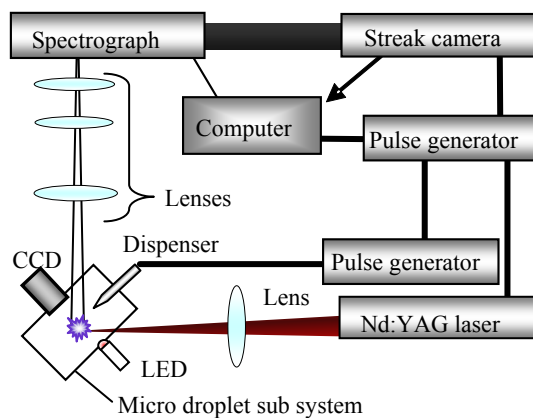 Spectrograph
Streak camera
Computer
Pulse generator
Lenses
Dispenser
CCD
Pulse generator
Lens
Nd:YAG laser
LED
Micro droplet sub system